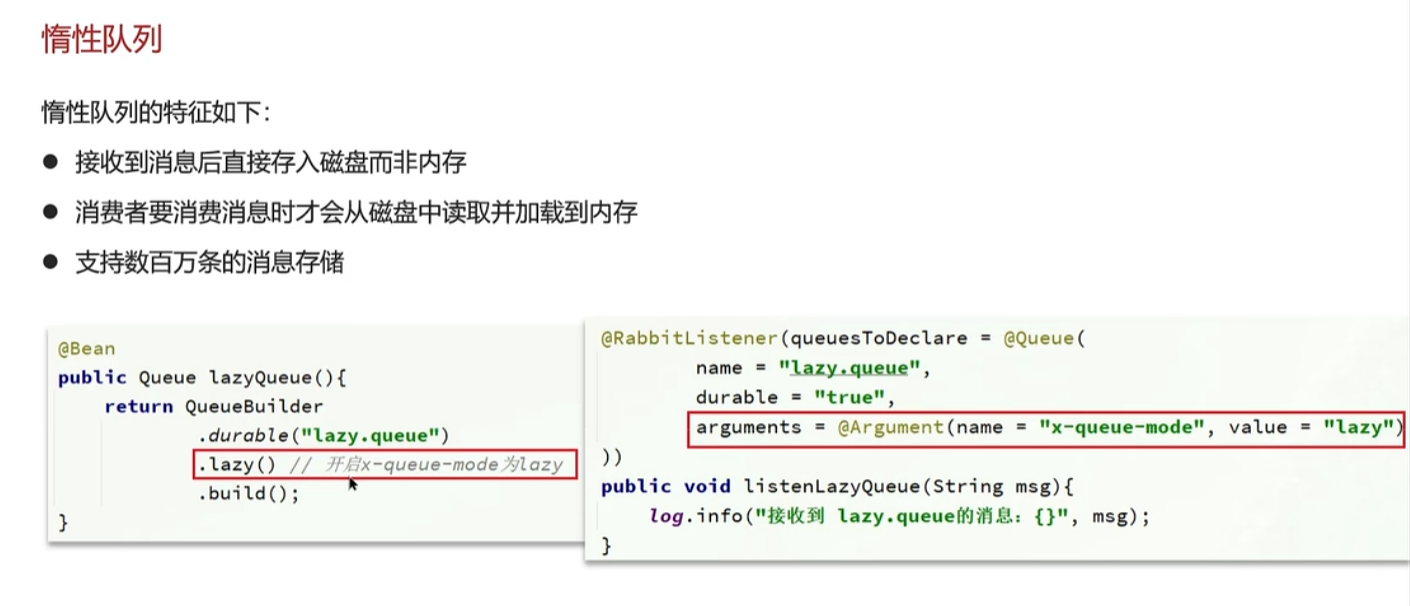 惰性队列
惰性队列的特征如下：
● 接收到消息后直接存入磁盘而非内存
● 消费者要消费消息时才会从磁盘中读取并加载到内存
● 支持数百万条的消息存储
@Bean
public Queue lazyQueue(){
return QueueBuilder
.durable("lazy.queue")
.lazy() // 开启x-queue-mode为lazy
.build();
}
@RabbitListener(queuesToDeclare = @Queue(
name = "lazy.queue",
durable = "true",
arguments = @Argument(name = "x-queue-mode", value = "lazy")
))
public void listenLazyQueue(String msg){
log.info("接收到 lazy.queue的消息：{}", msg);
}